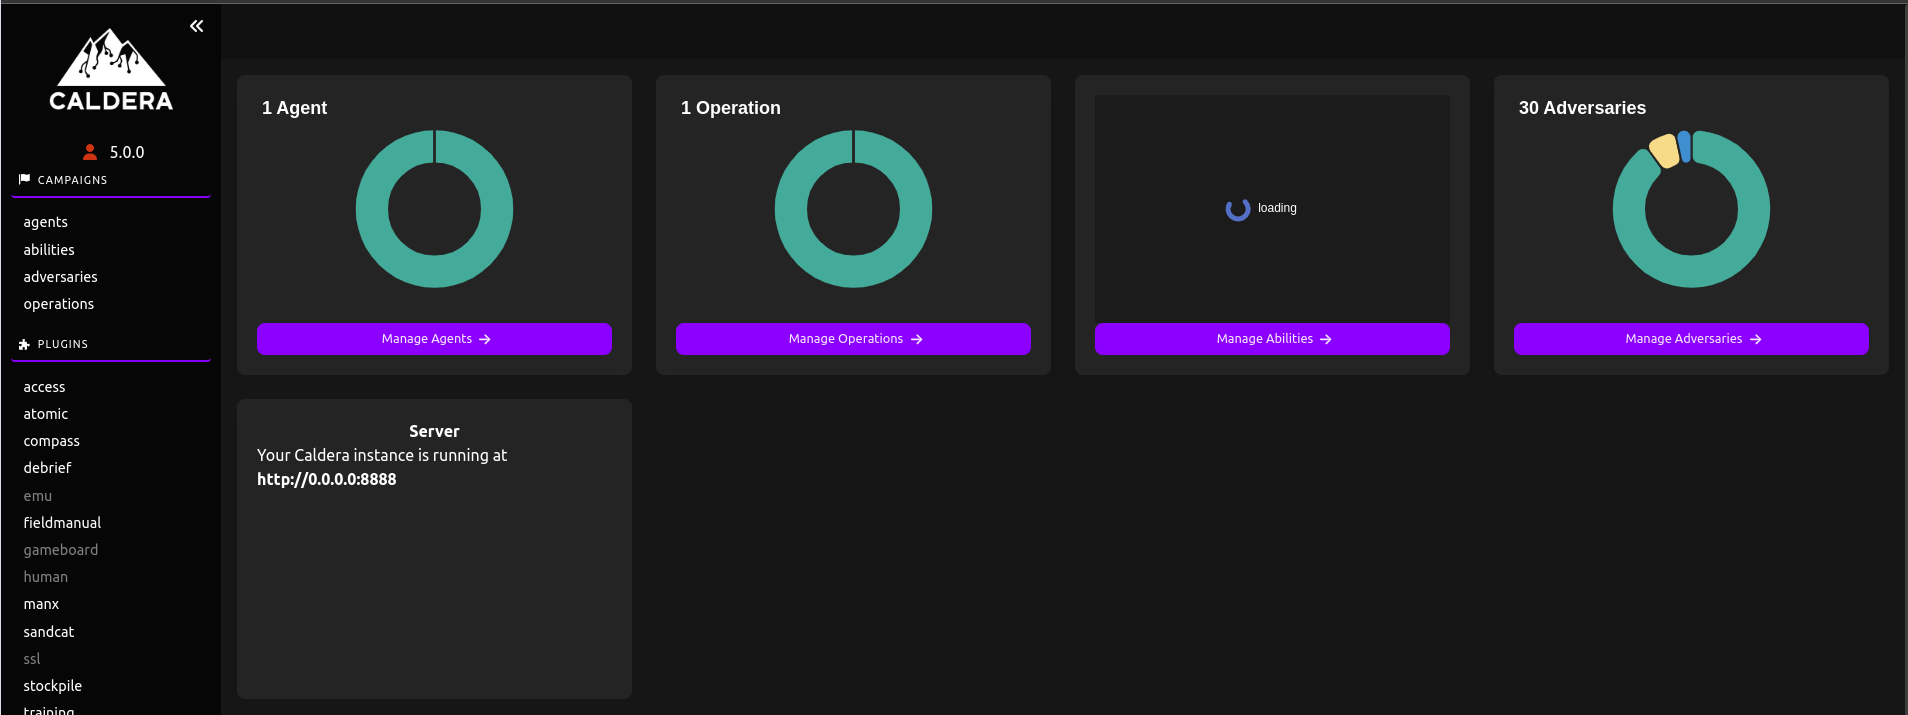 CALDERA
5.0.0
CAMPAIGNS
agents
abilities
adversaries
operations
PLUGINS
access
atomic
compass
debrief
emu
fieldmanual
gameboard
human
manx
sandcat
ssl
stockpile
training
1 Agent
Manage Agents →
1 Operation
Manage Operations →
loading
Manage Abilities →
30 Adversaries
Manage Adversaries →
Server
Your Caldera instance is running at
http://0.0.0.0:8888